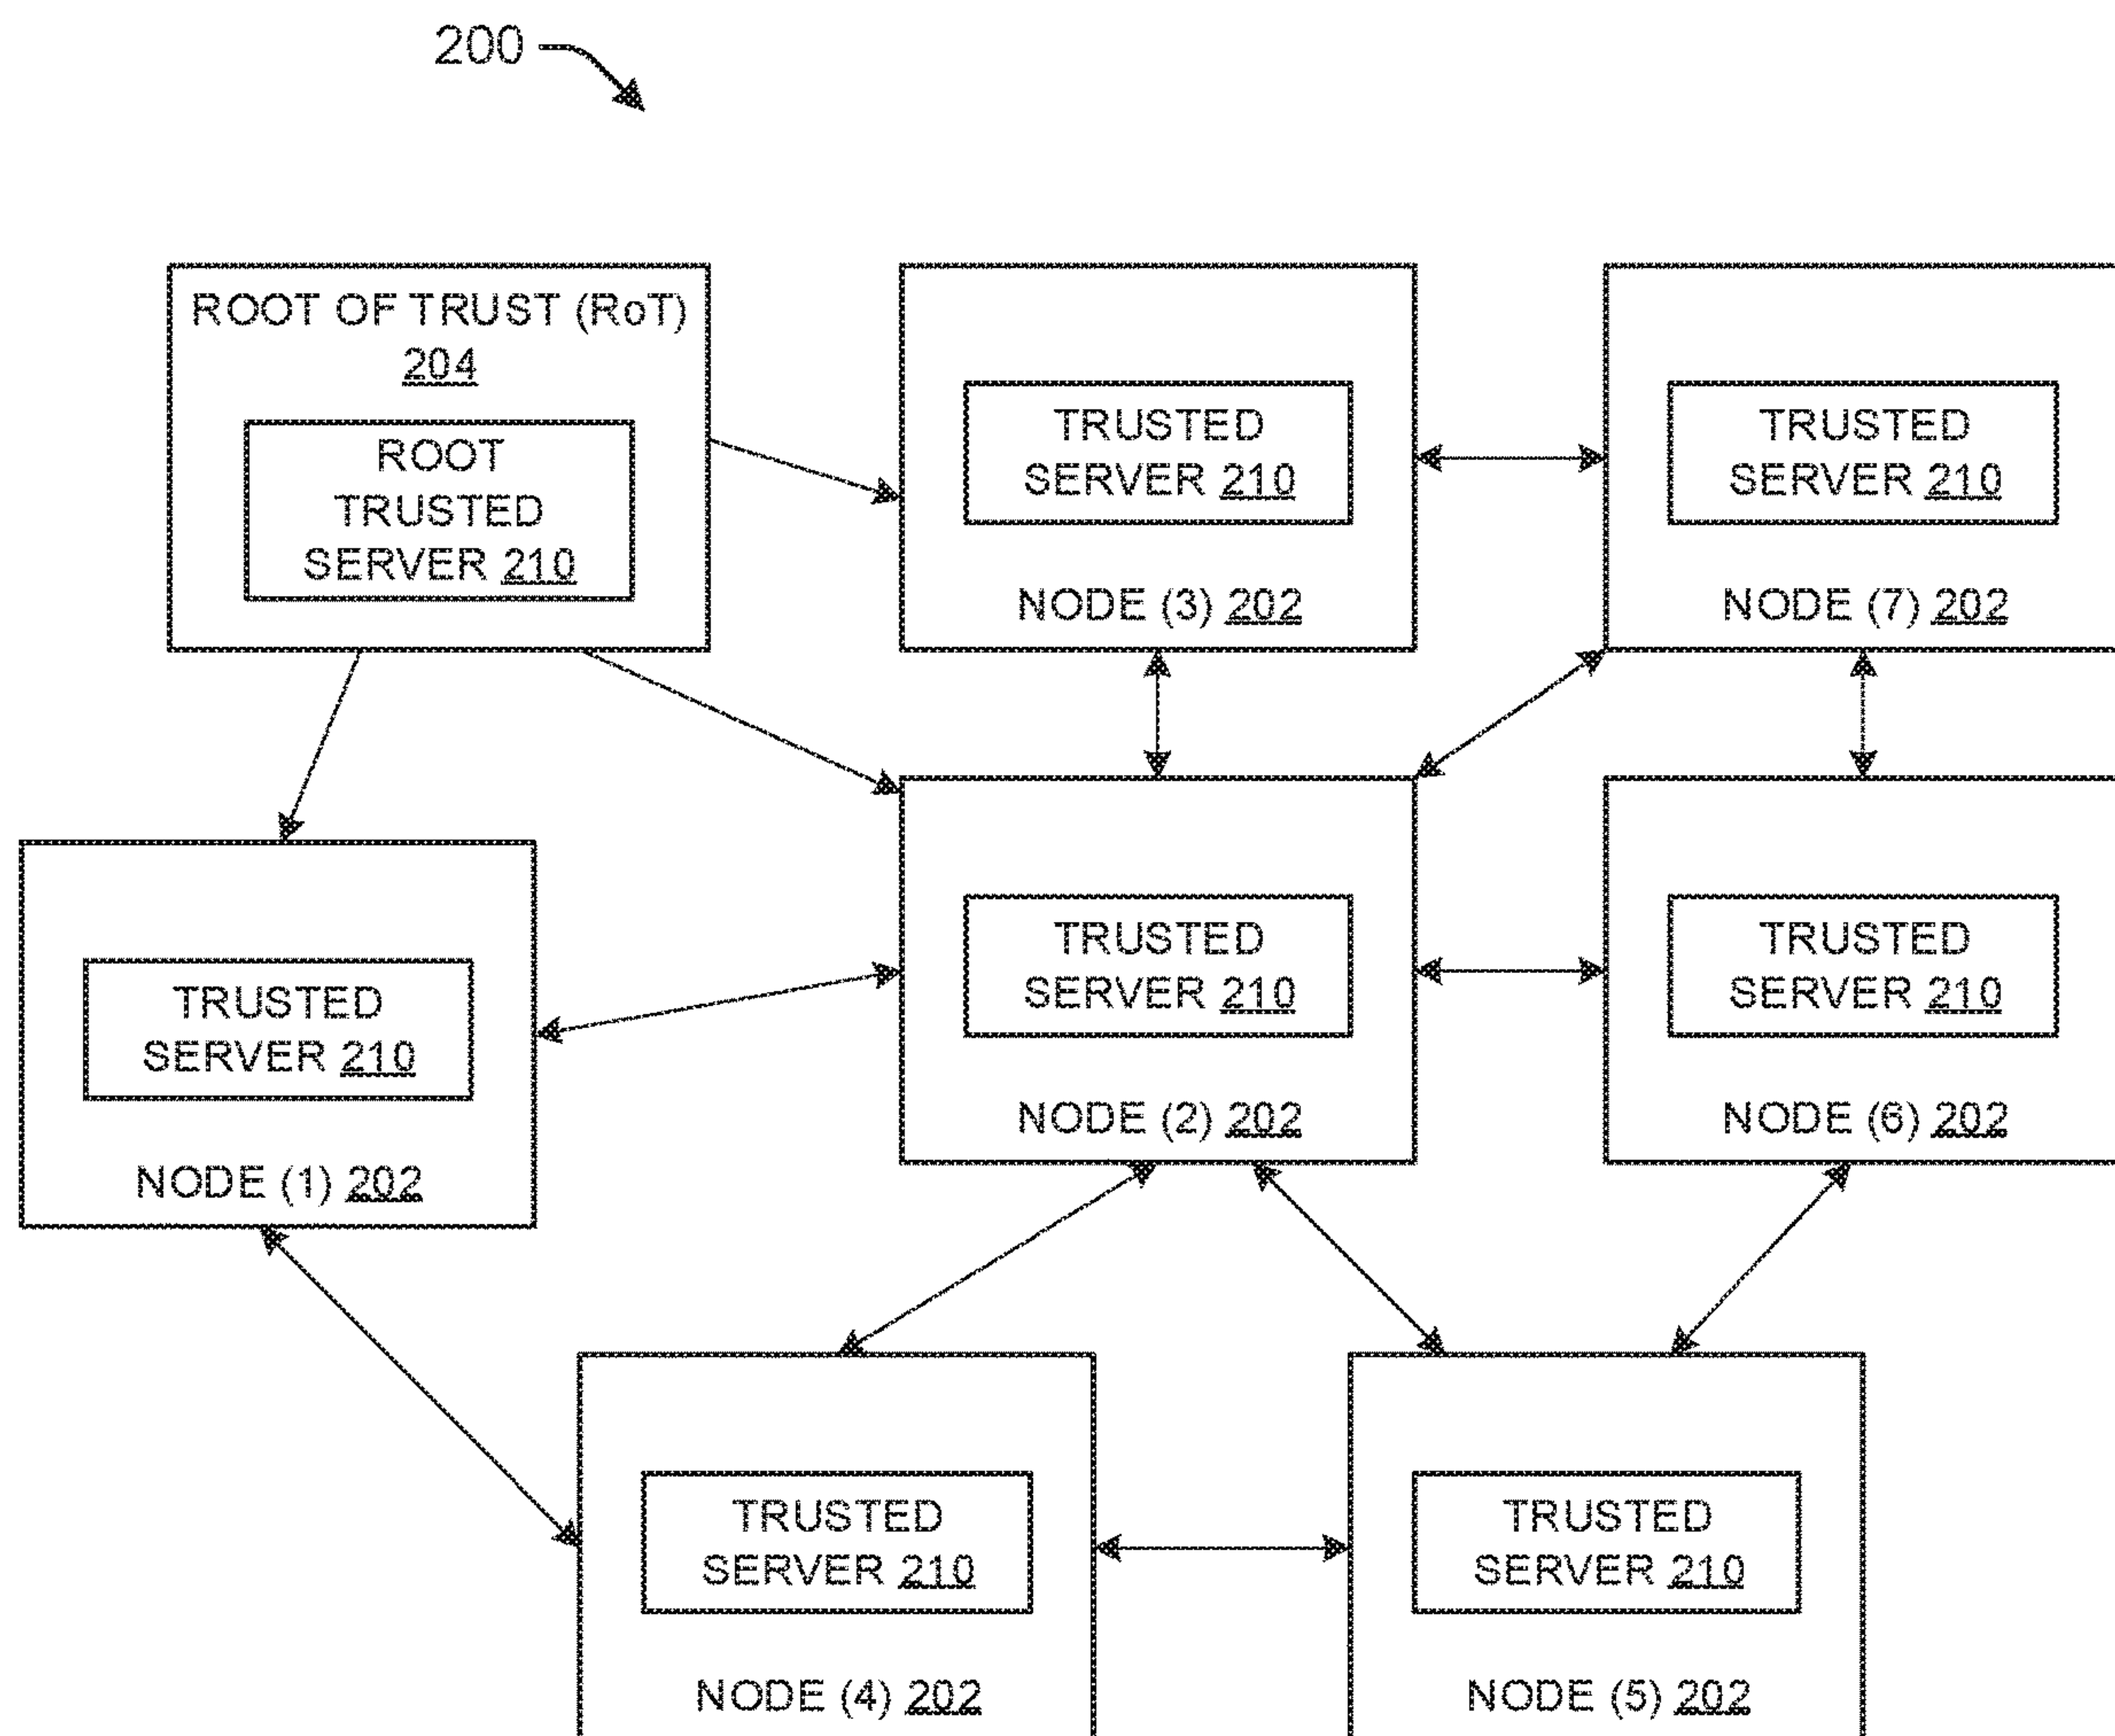 200
ROOT OF TRUST (RoT)
204
ROOT
TRUSTED
SERVER 210
TRUSTED
SERVER 210
NODE (3) 202
TRUSTED
SERVER 210
NODE (7) 202
TRUSTED
SERVER 210
NODE (1) 202
TRUSTED
SERVER 210
NODE (2) 202
TRUSTED
SERVER 210
NODE (6) 202
TRUSTED
SERVER 210
NODE (4) 202
TRUSTED
SERVER 210
NODE (5) 202